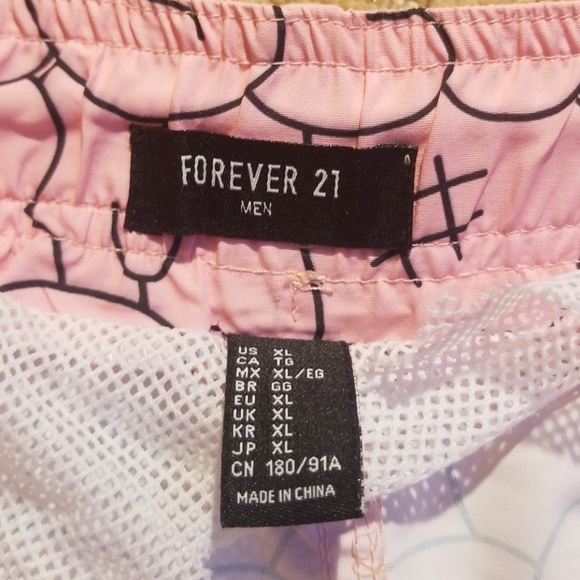 FOREVER 21
MEN
US XL
CA TG
MX XL/EG
BR GG
EU XL
UK XL
KR XL
JP XL
CN 180/91A
MADE IN CHINA